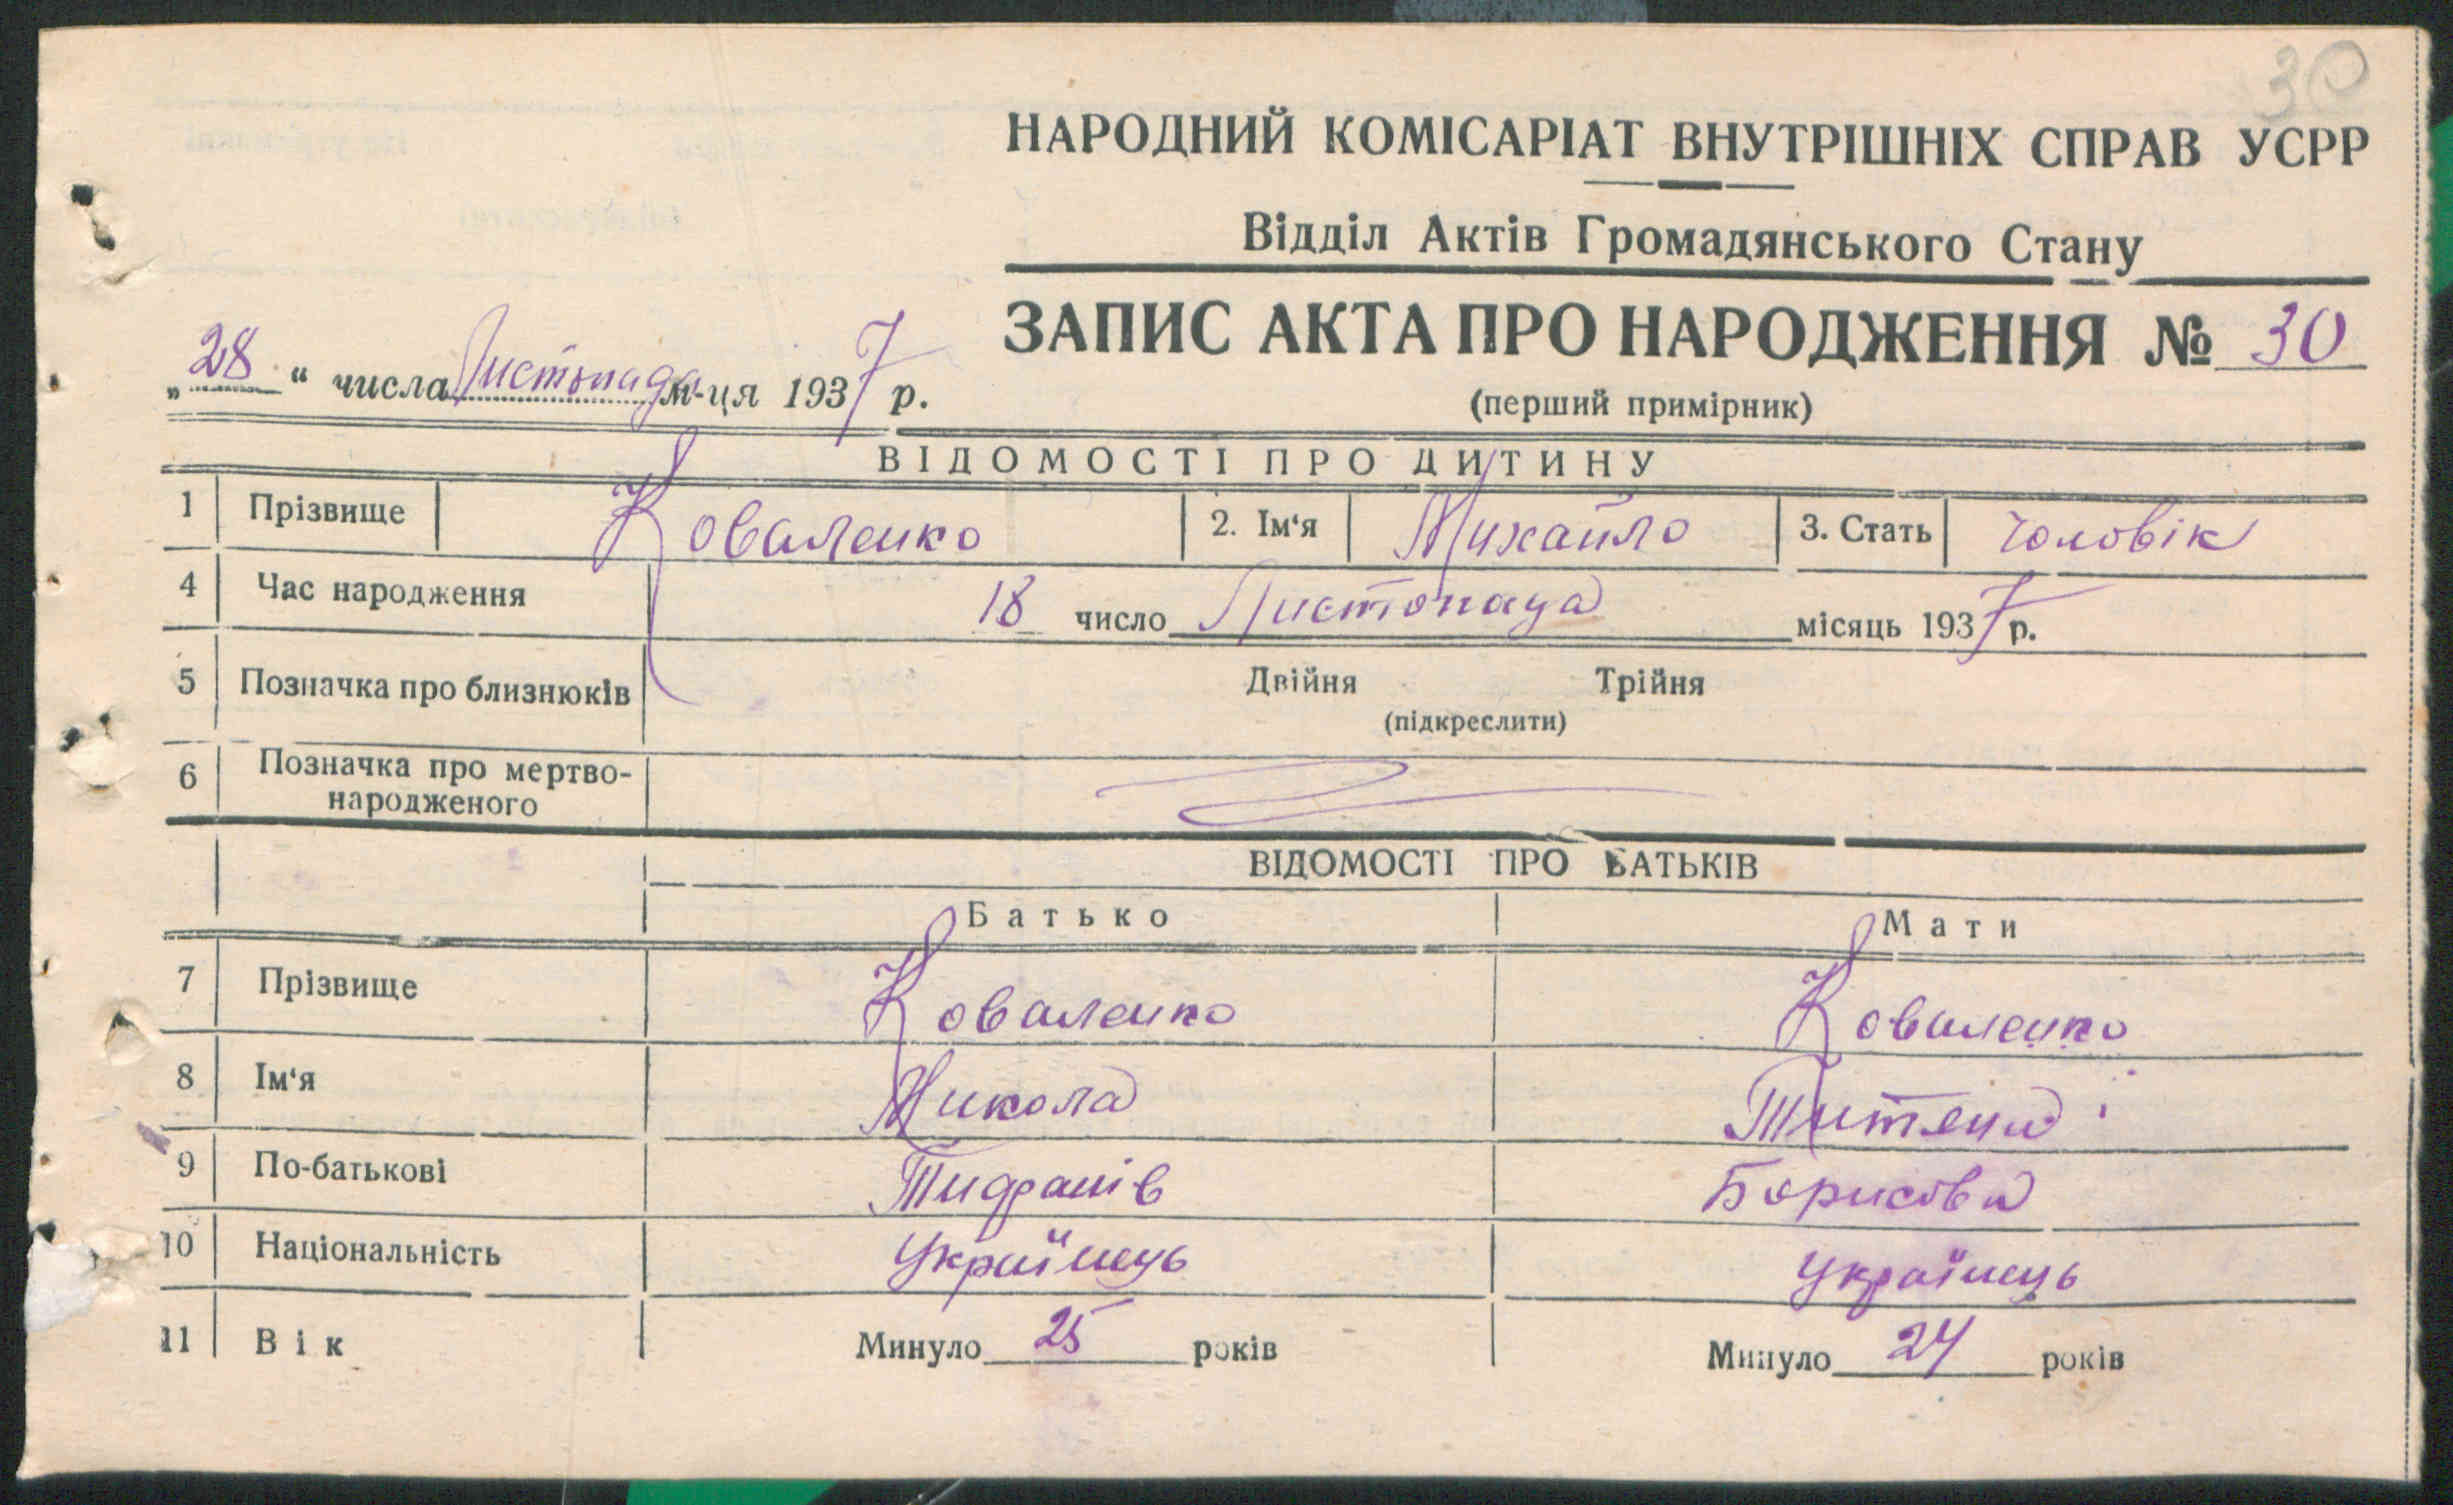 30
НАРОДНИЙ КОМІСАРІАТ ВНУТРІШНІХ СПРАВ УСРР
Відділ Актів Громадянського Стану
ЗАПИС АКТА ПРО НАРОДЖЕННЯ № 30
„28“ числа Листопада м-ця 1937 р.
(перший примірник)
ВІДОМОСТІ ПРО ДИТИНУ
1 Прізвище Коваленко 2. Ім‘я Михайло 3. Стать чоловік
4 Час народження 18 число Листопада місяць 1937 р.
5 Позначка про близнюків Двійня Трійня
(підкреслити)
6 Позначка про мертво-
народженого
ВІДОМОСТІ ПРО БАТЬКІВ
Батько Мати
7 Прізвище Коваленко Коваленко
8 Ім‘я Микола
9 По-батькові Борисова
10 Національність Українець Українець
11 Вік Минуло 25 років Минуло 24 років